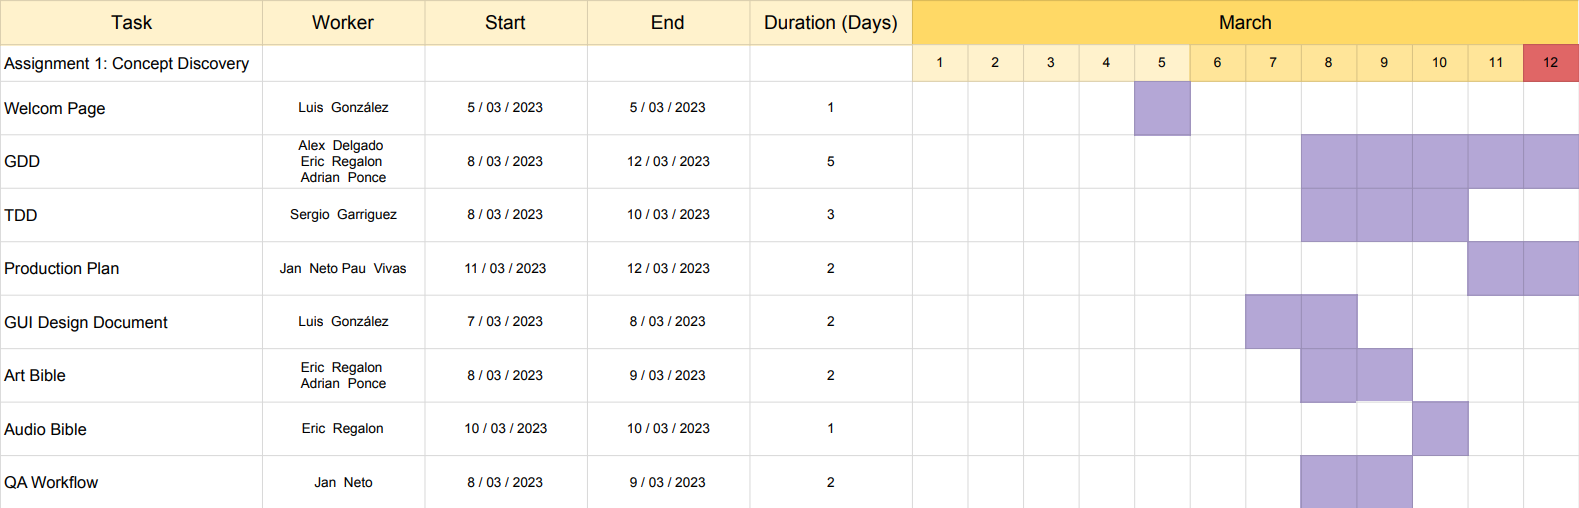 Task Worker Start End Duration (Days) March
Assignment 1: Concept Discovery 1 2 3 4 5 6 7 8 9 10 11 12
Welcom Page Luis González 5 / 03 / 2023 5 / 03 / 2023 1
GDD Alex Delgado
Eric Regalon
Adrian Ponce 8 / 03 / 2023 12 / 03 / 2023 5
TDD Sergio Garriguez 8 / 03 / 2023 10 / 03 / 2023 3
Production Plan Jan Neto Pau Vivas 11 / 03 / 2023 12 / 03 / 2023 2
GUI Design Document Luis González 7 / 03 / 2023 8 / 03 / 2023 2
Art Bible Eric Regalon
Adrian Ponce 8 / 03 / 2023 9 / 03 / 2023 2
Audio Bible Eric Regalon 10 / 03 / 2023 10 / 03 / 2023 1
QA Workflow Jan Neto 8 / 03 / 2023 9 / 03 / 2023 2